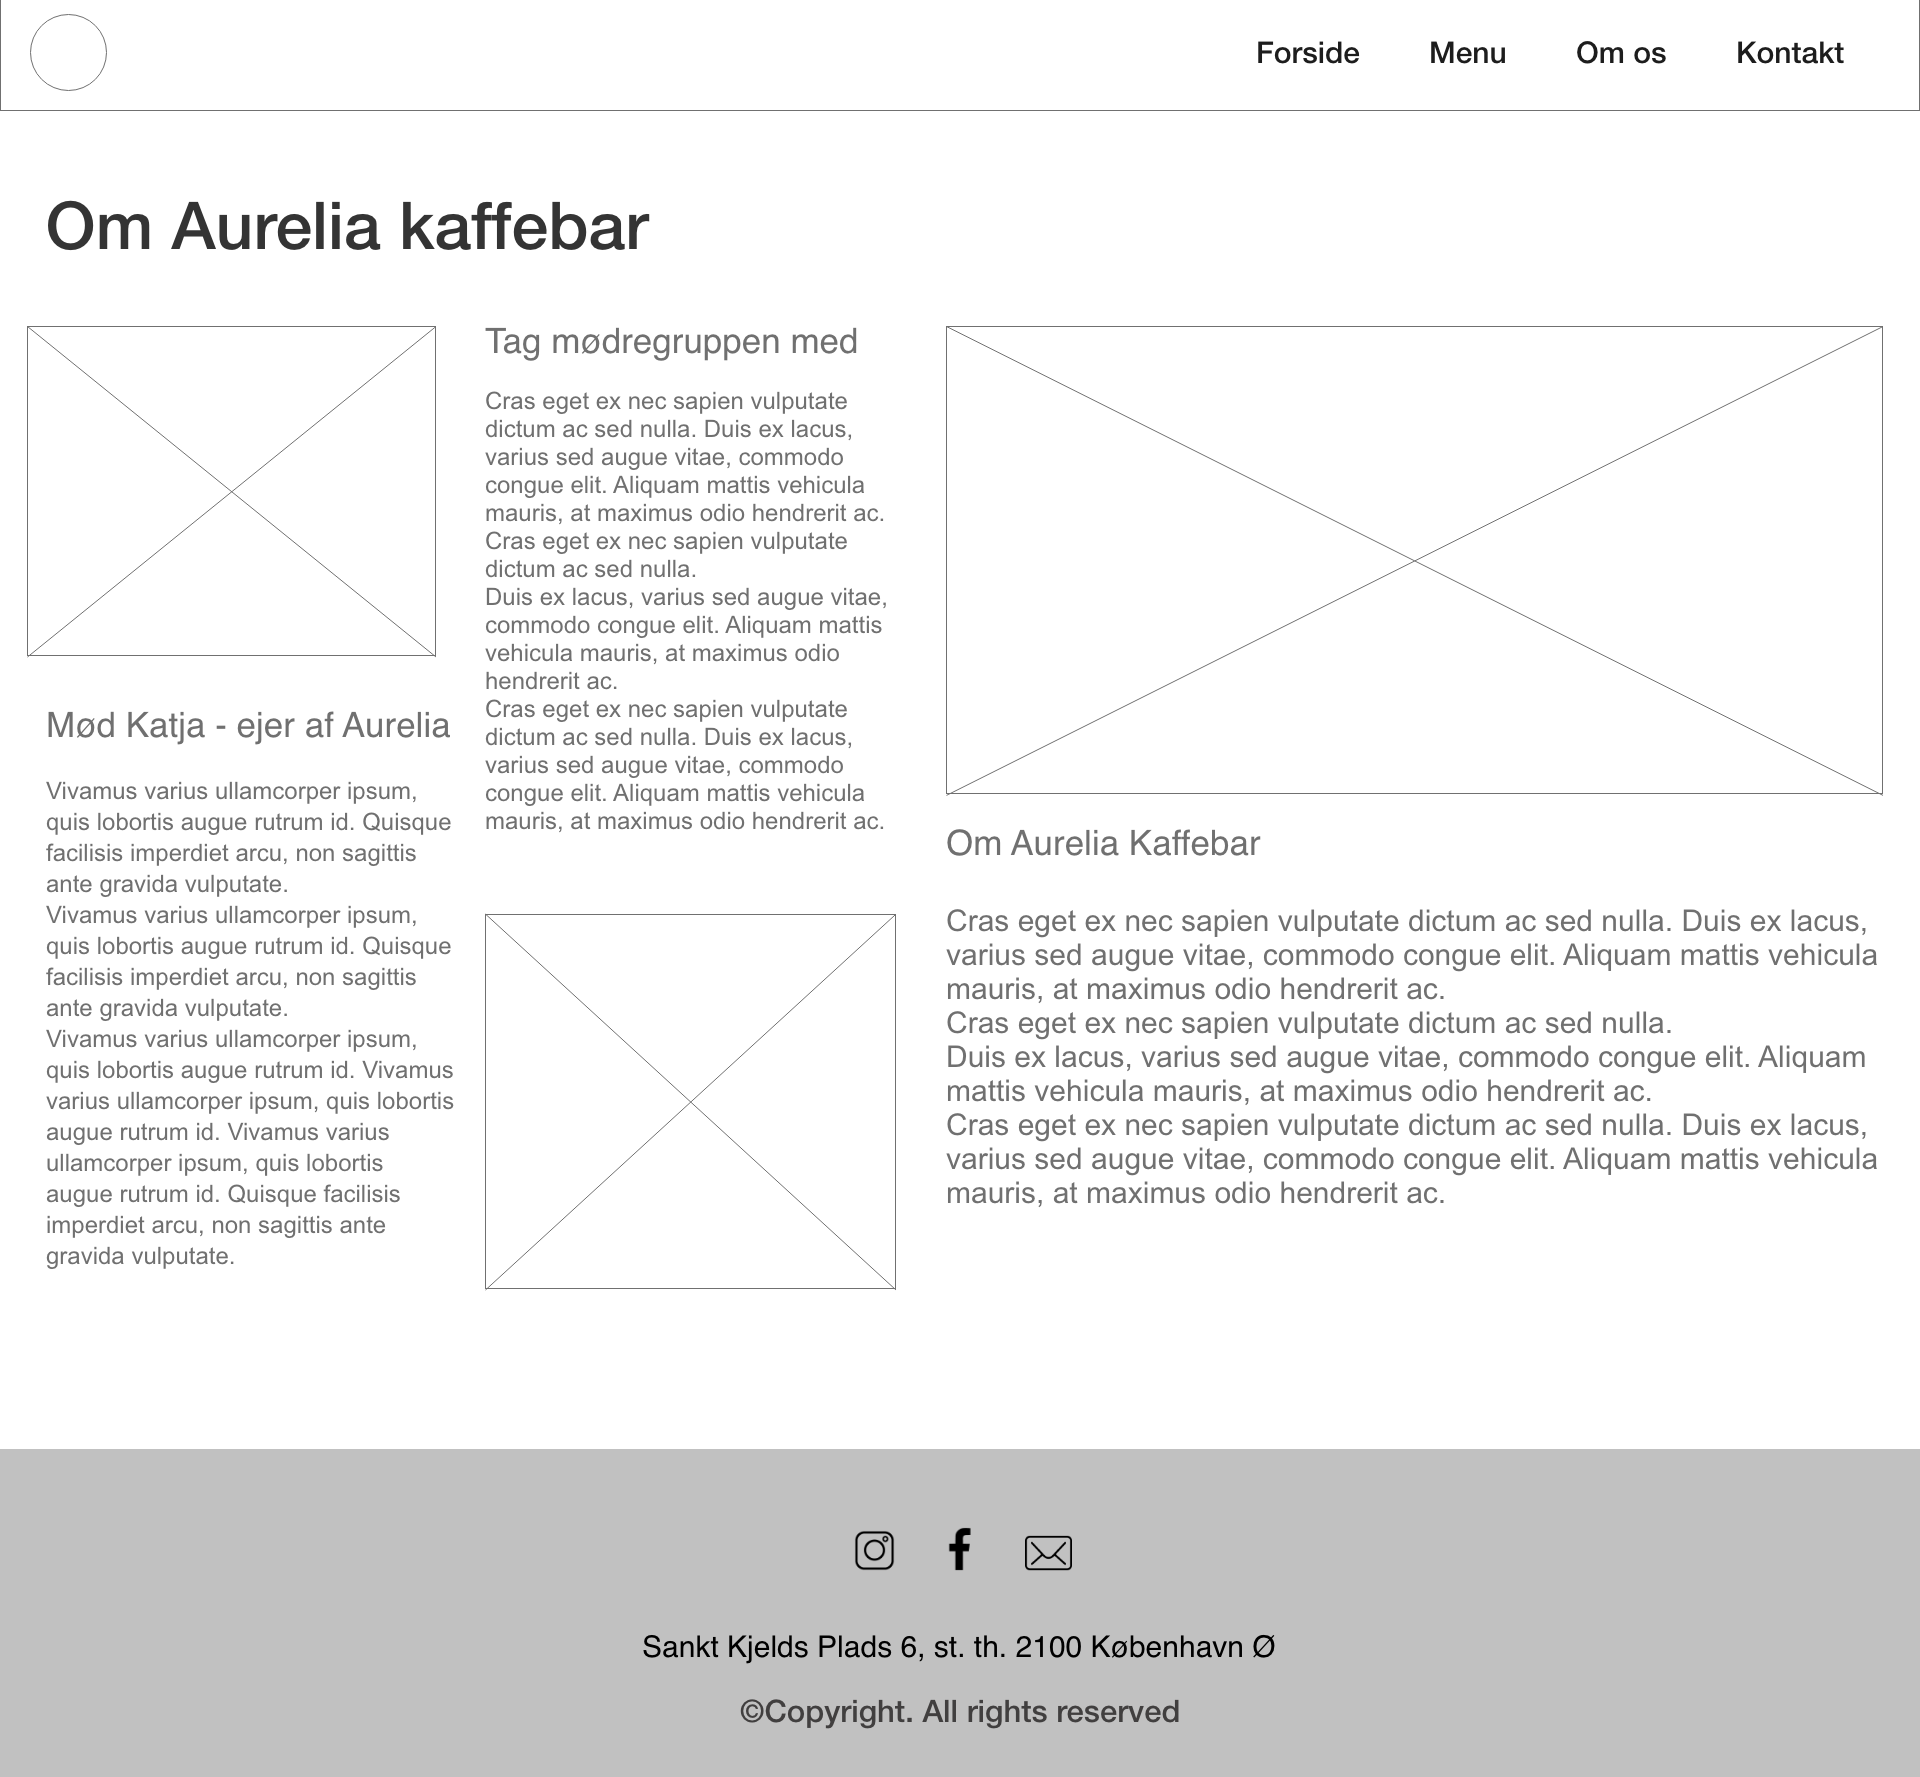 Forside Menu Om os Kontakt
Om Aurelia kaffebar
Mød Katja - ejer af Aurelia
Vivamus varius ullamcorper ipsum,
quis lobortis augue rutrum id. Quisque
facilisis imperdiet arcu, non sagittis
ante gravida vulputate.
Vivamus varius ullamcorper ipsum,
quis lobortis augue rutrum id. Quisque
facilisis imperdiet arcu, non sagittis
ante gravida vulputate.
Vivamus varius ullamcorper ipsum,
quis lobortis augue rutrum id. Vivamus
varius ullamcorper ipsum, quis lobortis
augue rutrum id. Vivamus varius
ullamcorper ipsum, quis lobortis
augue rutrum id. Quisque facilisis
imperdiet arcu, non sagittis ante
gravida vulputate.
Tag mødregruppen med
Cras eget ex nec sapien vulputate
dictum ac sed nulla. Duis ex lacus,
varius sed augue vitae, commodo
congue elit. Aliquam mattis vehicula
mauris, at maximus odio hendrerit ac.
Cras eget ex nec sapien vulputate
dictum ac sed nulla.
Duis ex lacus, varius sed augue vitae,
commodo congue elit. Aliquam mattis
vehicula mauris, at maximus odio
hendrerit ac.
Cras eget ex nec sapien vulputate
dictum ac sed nulla. Duis ex lacus,
varius sed augue vitae, commodo
congue elit. Aliquam mattis vehicula
mauris, at maximus odio hendrerit ac.
Om Aurelia Kaffebar
Cras eget ex nec sapien vulputate dictum ac sed nulla. Duis ex lacus,
varius sed augue vitae, commodo congue elit. Aliquam mattis vehicula
mauris, at maximus odio hendrerit ac.
Cras eget ex nec sapien vulputate dictum ac sed nulla.
Duis ex lacus, varius sed augue vitae, commodo congue elit. Aliquam
mattis vehicula mauris, at maximus odio hendrerit ac.
Cras eget ex nec sapien vulputate dictum ac sed nulla. Duis ex lacus,
varius sed augue vitae, commodo congue elit. Aliquam mattis vehicula
mauris, at maximus odio hendrerit ac.
Sankt Kjelds Plads 6, st. th. 2100 København Ø
©Copyright. All rights reserved